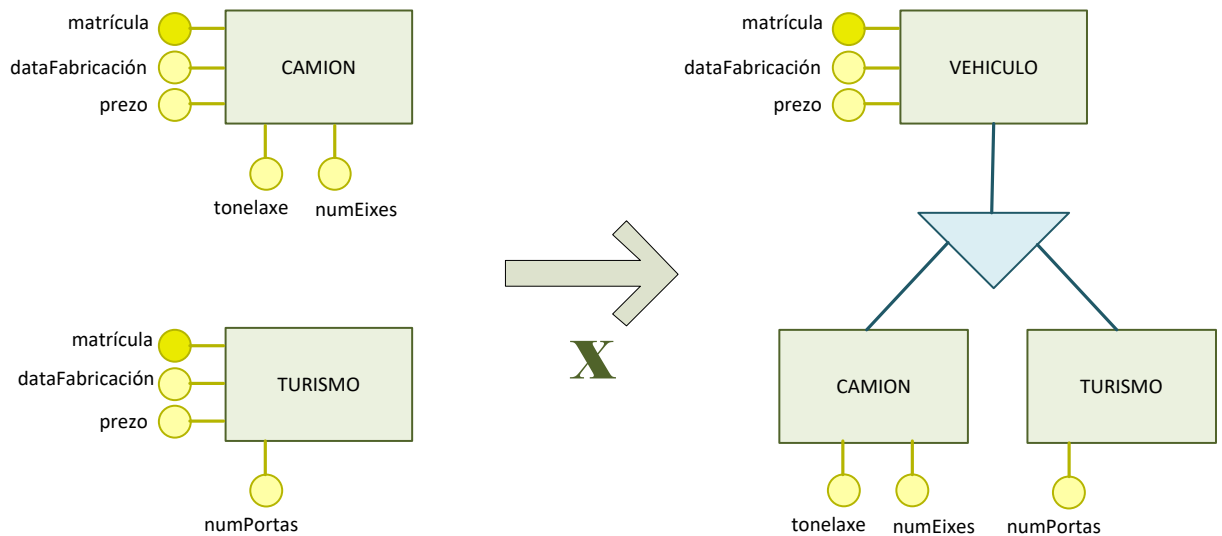 matrícula
dataFabricación
prezo
CAMION
tonelaxe
numEixes
matrícula
dataFabricación
prezo
TURISMO
numPortas
X
matrícula
dataFabricación
prezo
VEHICULO
CAMION
TURISMO
tonelaxe
numEixes
numPortas